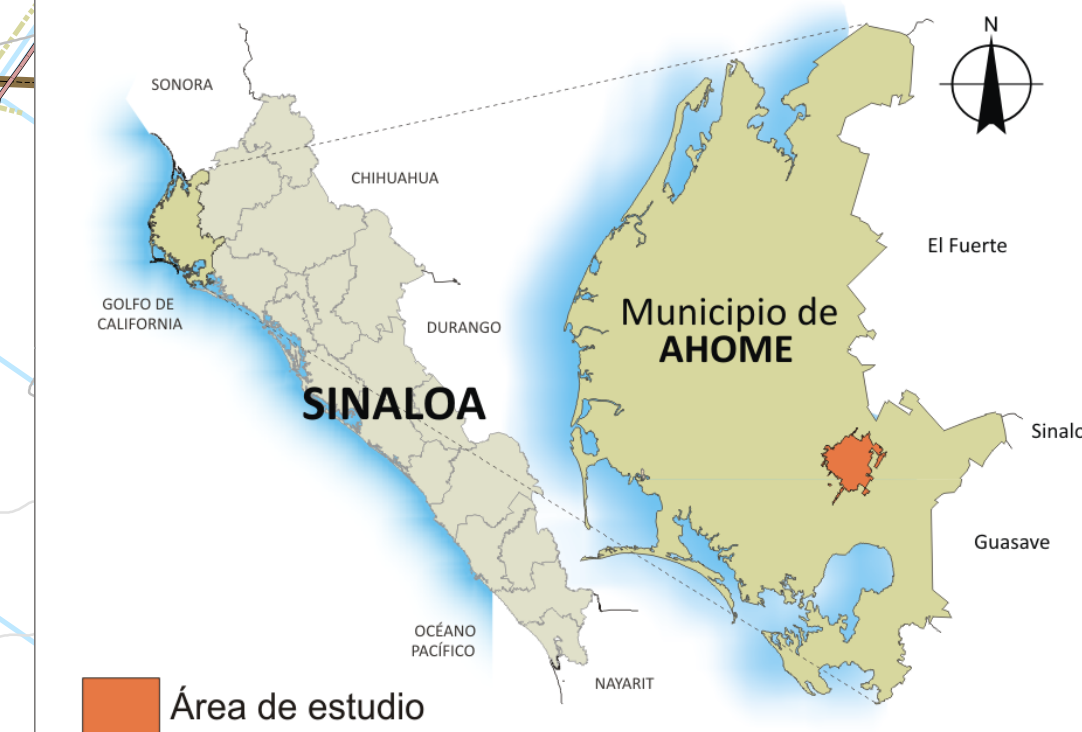 N
SONORA
CHIHUAHUA
El Fuerte
GOLFO DE
CALIFORNIA
Municipio de
AHOME
DURANGO
SINALOA
Guasave
OCÉANO
PACÍFICO
NAYARIT
Área de estudio